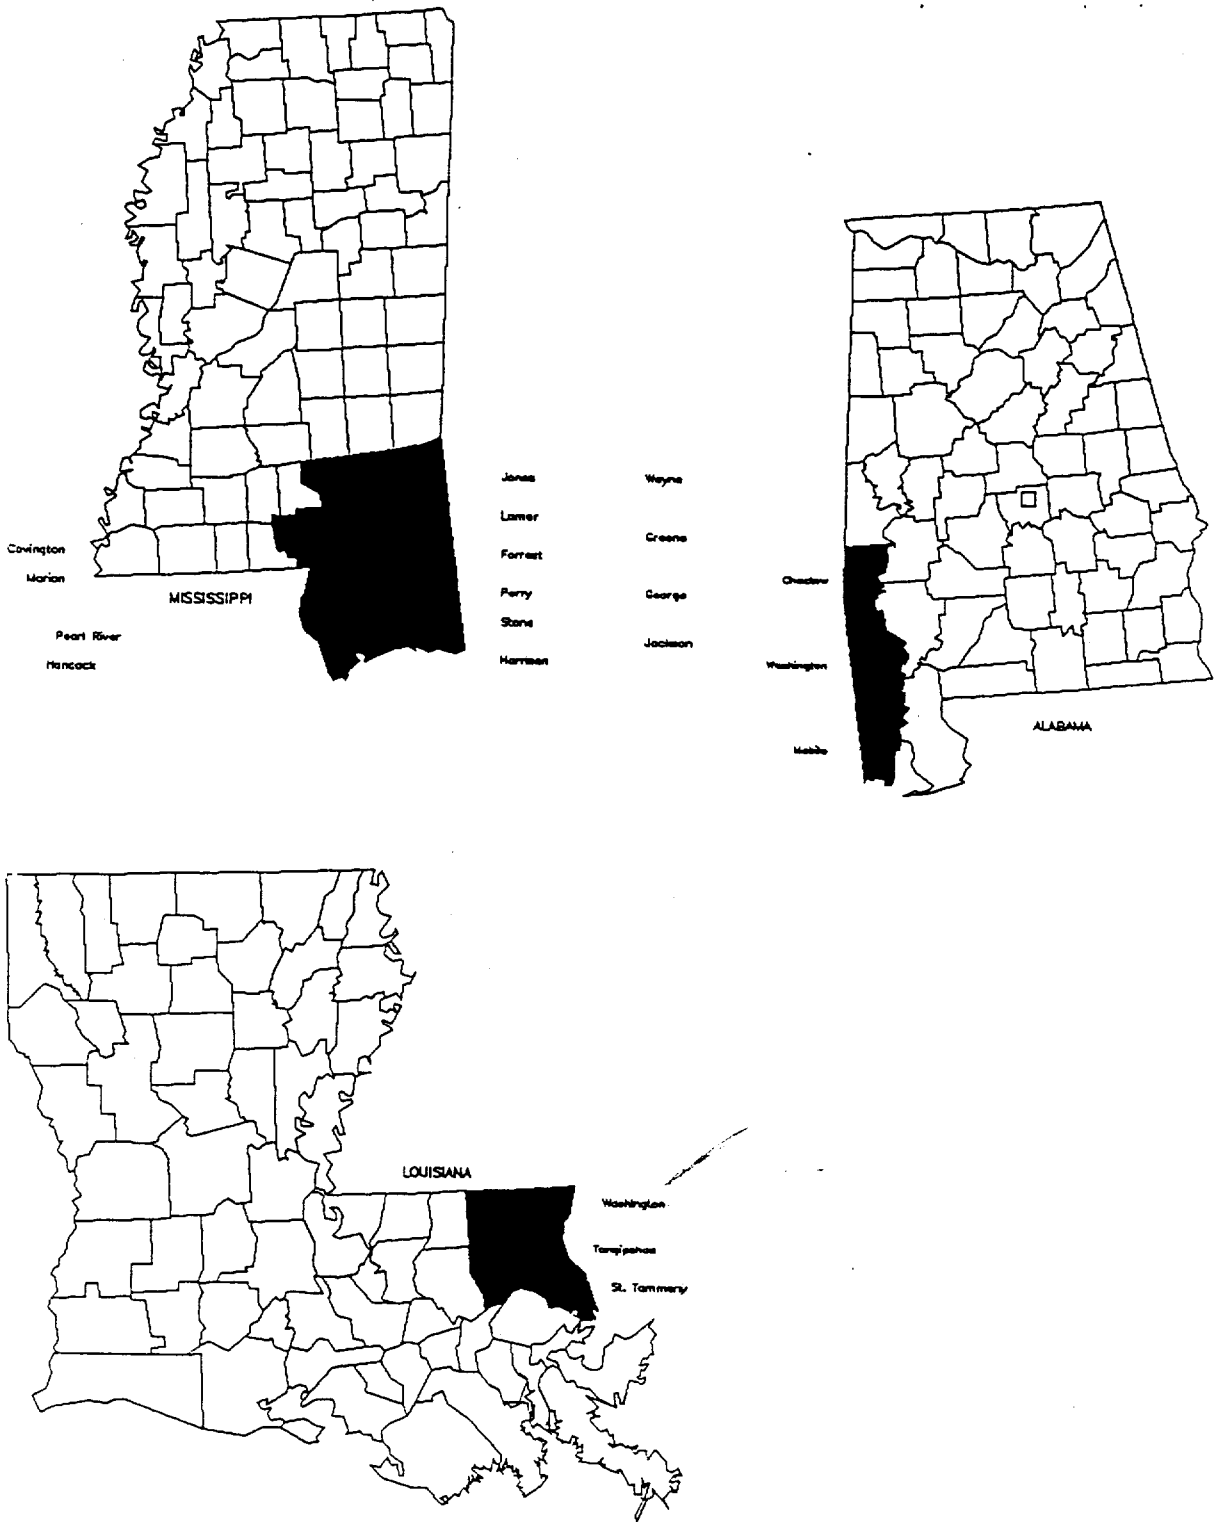 Jones
Wayne
Lamar
Greene
Forrest
Covington
Marion
Perry
George
MISSISSIPPI
Stone
Pearl River
Jackson
Hancock
Harrison
Choctaw
Washington
Mobile
ALABAMA
LOUISIANA
Washington
Tangipahoa
St. Tammany